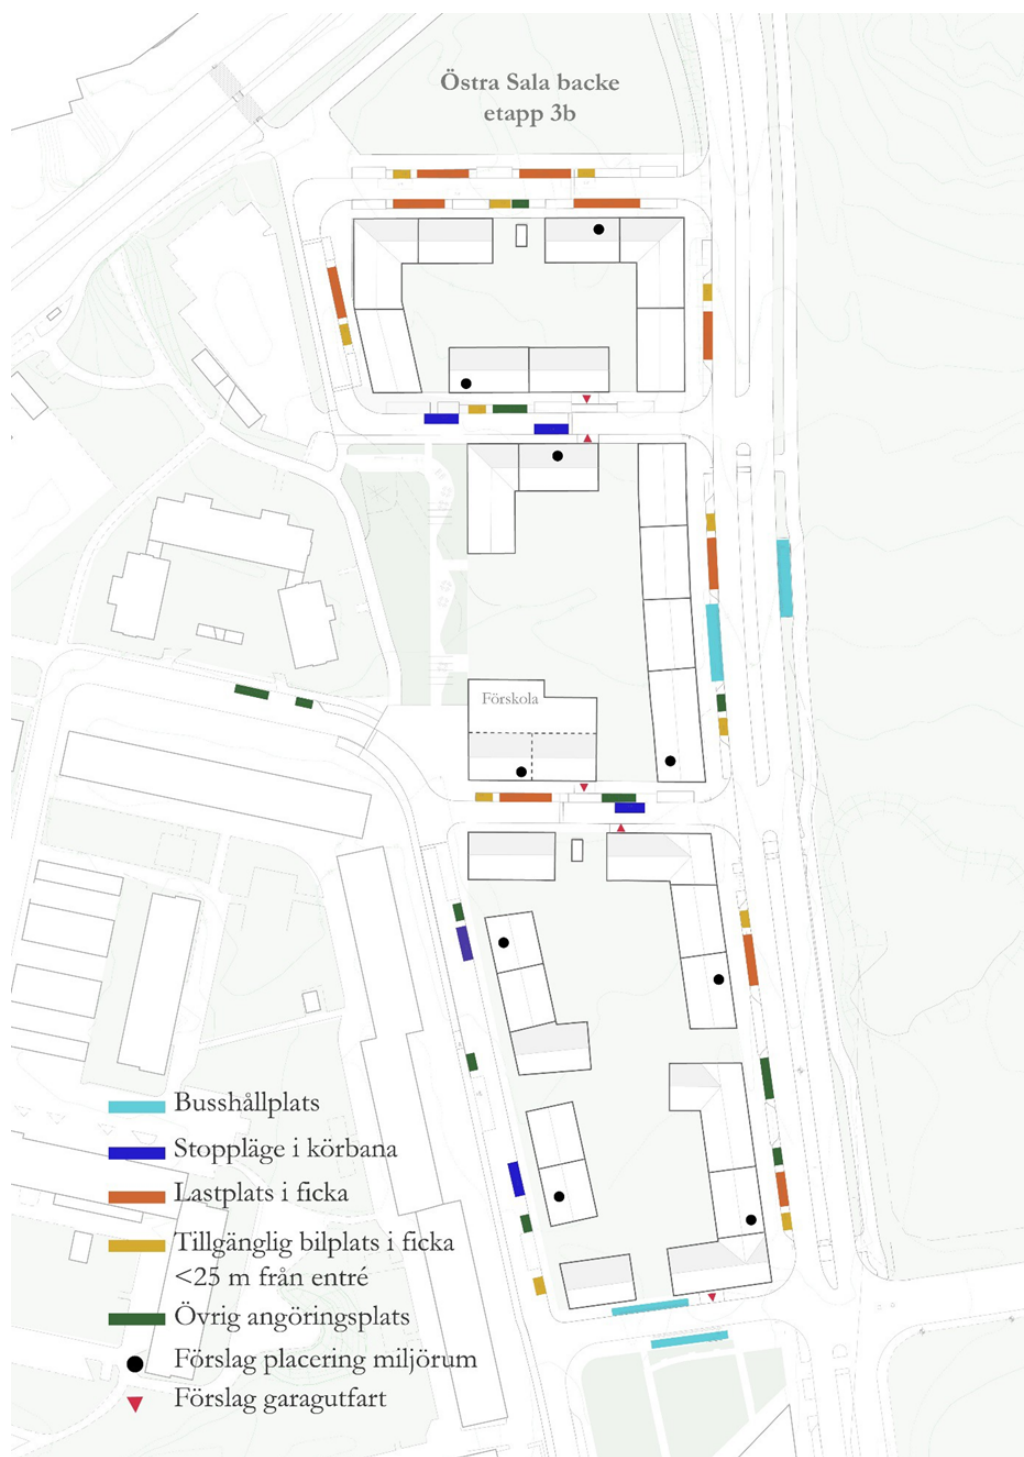 Östra Sala backe
etapp 3b
Förskola
Busshållplats
Stoppläge i körbana
Lastplats i ficka
Tillgänglig bilplats i ficka
<25 m från entré
Övrig angöringsplats
Förslag placering miljörum
Förslag garagutfart